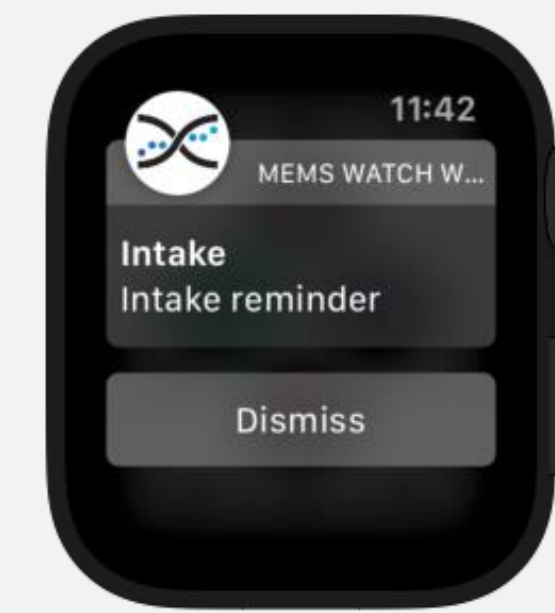 11:42
MEMS WATCH W...
Intake
Intake reminder
Dismiss